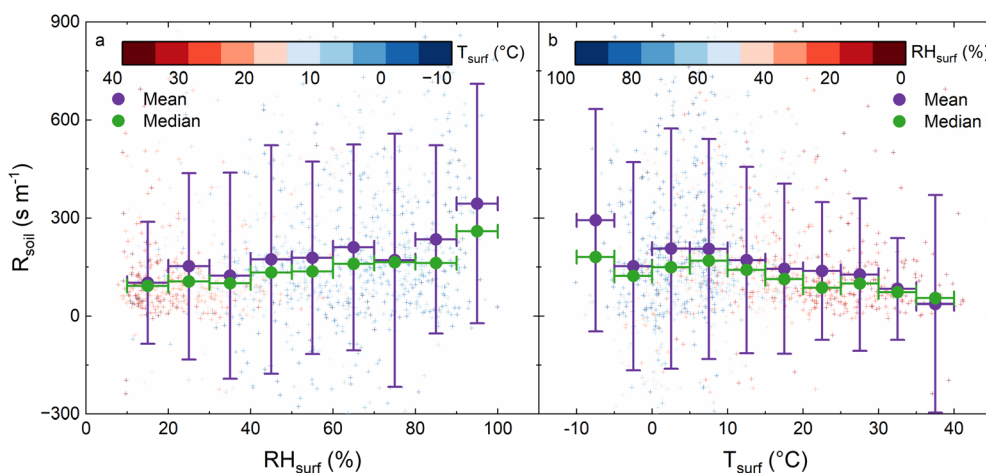 900
600
300
0
−300
R_soil (s m⁻¹)
a
T_surf (°C)
40 30 20 10 0 -10
Mean
Median
0 20 40 60 80 100
RH_surf (%)
b
RH_surf (%)
100 80 60 40 20 0
Mean
Median
-10 0 10 20 30 40
T_surf (°C)